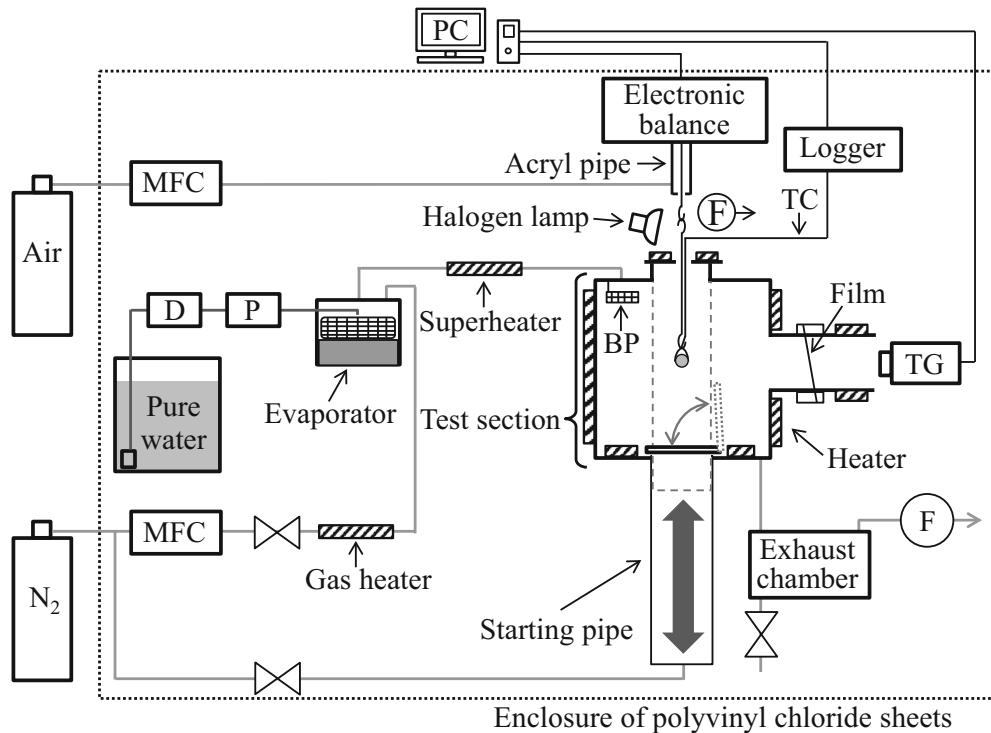 PC
Electronic
balance
Acryl pipe
Logger
MFC
Air
Halogen lamp
F
TC
D
P
Superheater
BP
Film
TG
Evaporator
Test section
Pure
water
Heater
MFC
N2
Gas heater
Exhaust
chamber
F
Starting pipe
Enclosure of polyvinyl chloride sheets